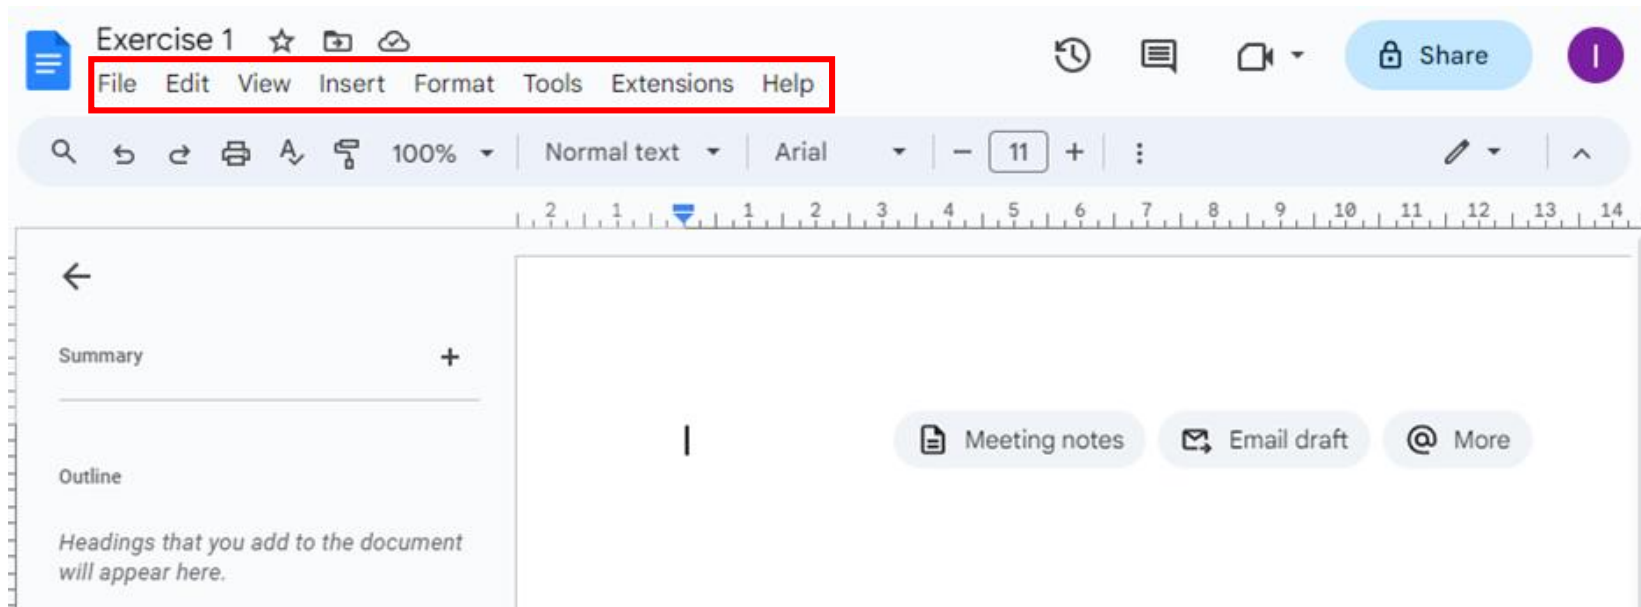 Exercise 1
File Edit View Insert Format Tools Extensions Help
Share
I
100% Normal text Arial 11
2 1 1 2 3 4 5 6 7 8 9 10 11 12 13 14
Summary
Meeting notes Email draft More
Outline
Headings that you add to the document
will appear here.